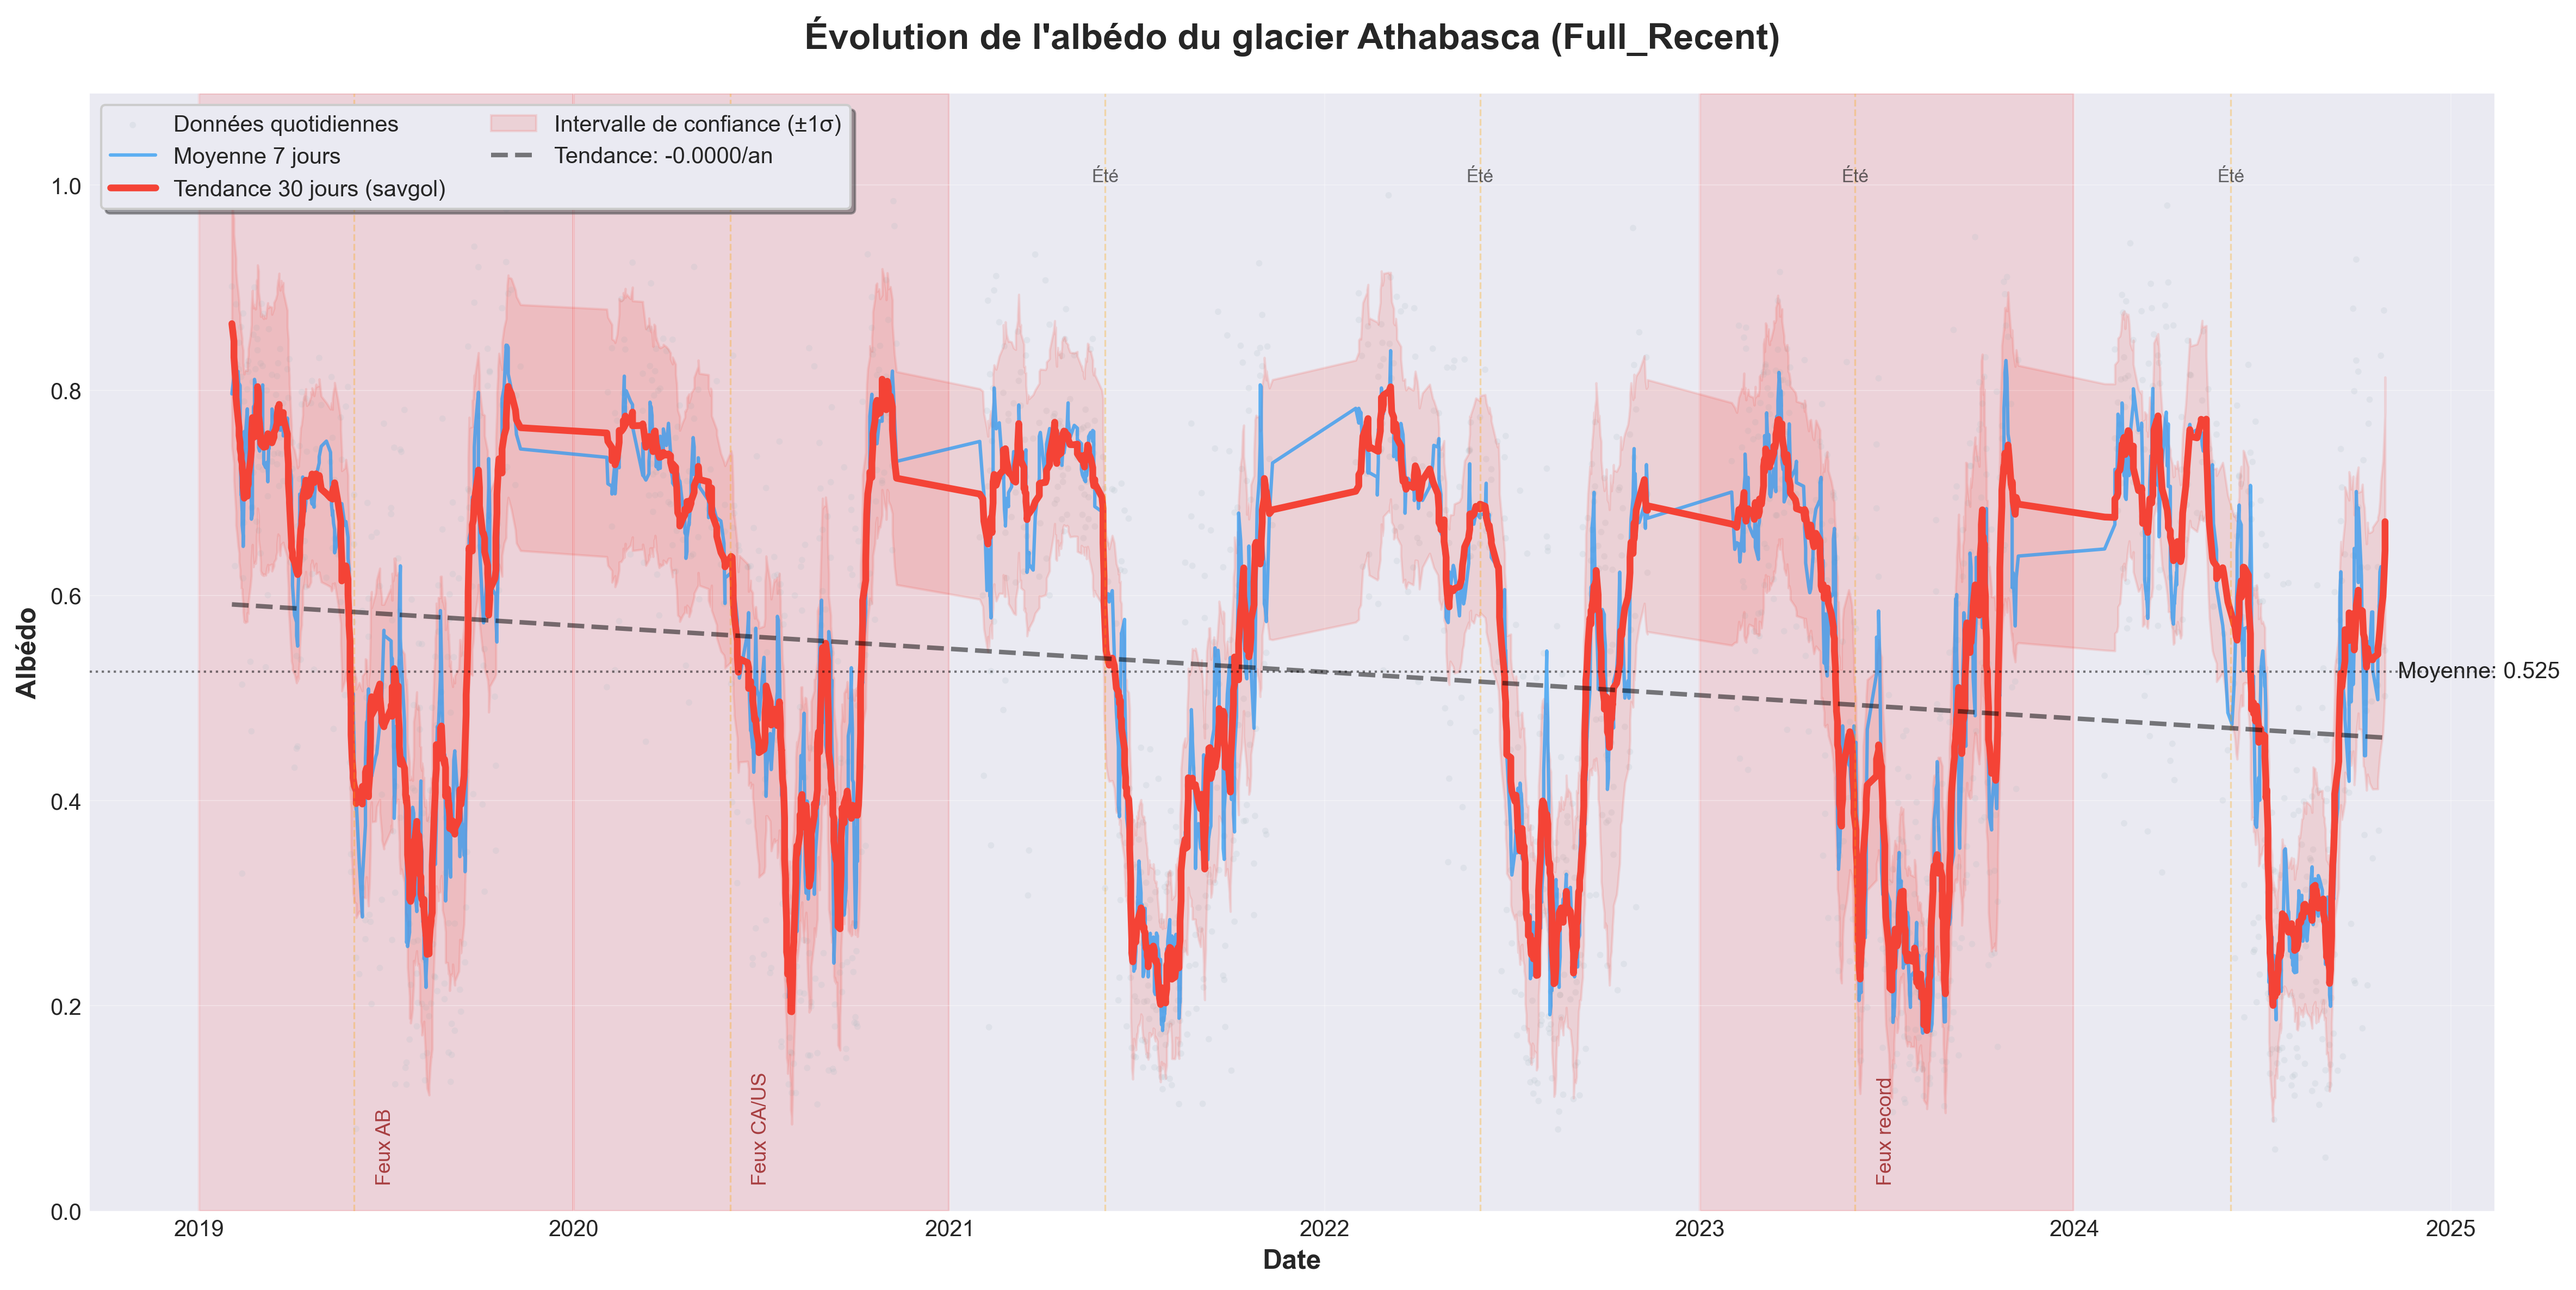 Évolution de l'albédo du glacier Athabasca (Full_Recent)
Données quotidiennes
Moyenne 7 jours
Tendance 30 jours (savgol)
Intervalle de confiance (±1σ)
Tendance: -0.0000/an
Été
Été
Été
Été
1.0
0.8
0.6
0.4
0.2
0.0
Albédo
Moyenne: 0.525
Feux AB
Feux CA/US
Feux record
2019
2020
2021
2022
2023
2024
2025
Date